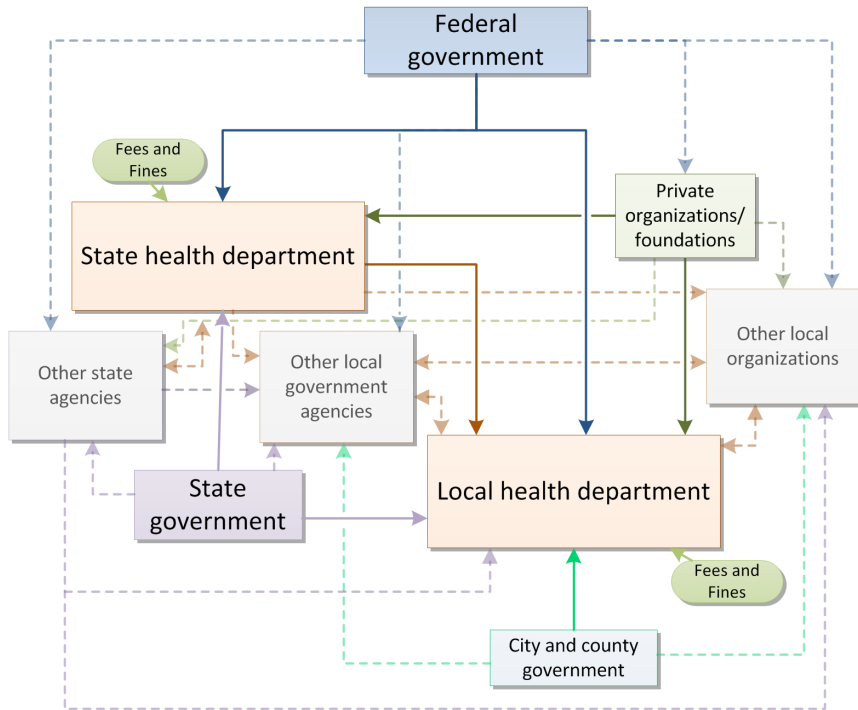 Federal
government
Fees and
Fines
Private
organizations/
foundations
State health department
Other local
organizations
Other state
agencies
Other local
government
agencies
State
government
Local health department
Fees and
Fines
City and county
government